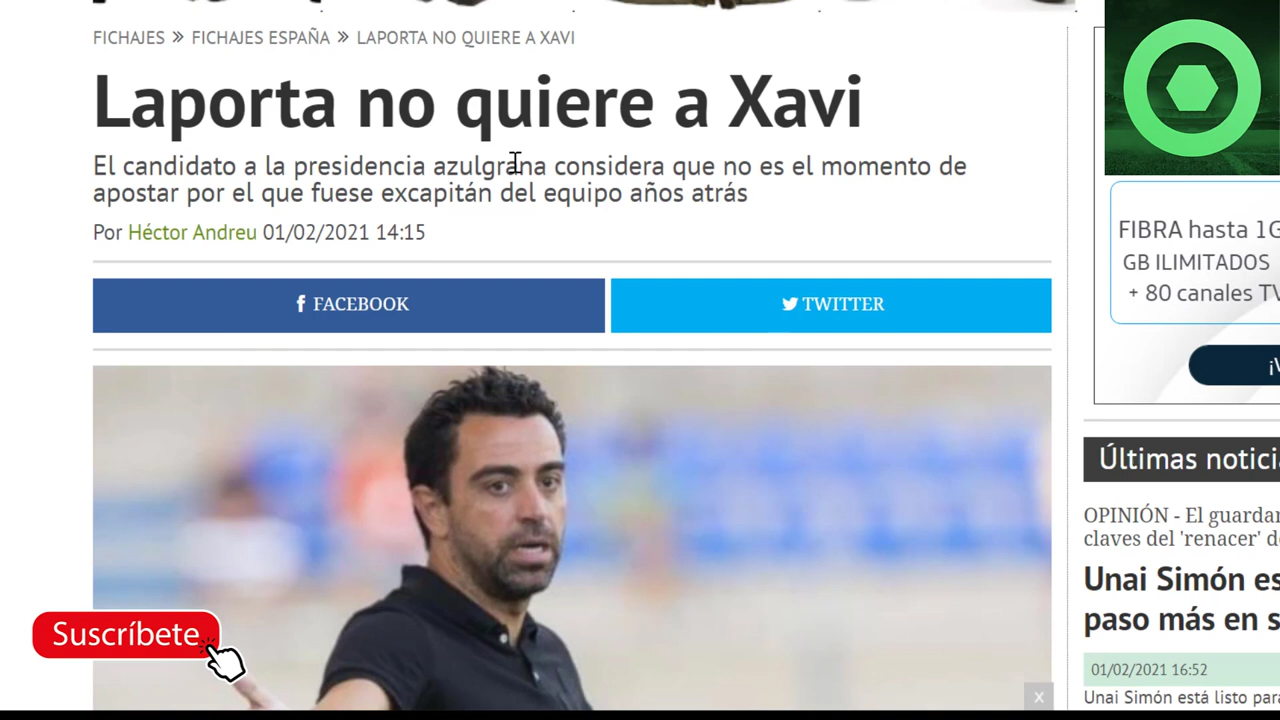 FICHAJES » FICHAJES ESPAÑA » LAPORTA NO QUIERE A XAVI
Laporta no quiere a Xavi
El candidato a la presidencia azulgrana considera que no es el momento de
apostar por el que fuese excapitán del equipo años atrás
Por Héctor Andreu 01/02/2021 14:15
FACEBOOK
TWITTER
Suscríbete
FIBRA hasta 1G
GB ILIMITADOS
+ 80 canales TV
Últimas notici
OPINIÓN - El guardar
claves del 'renacer' d
Unai Simón es
paso más en s
01/02/2021 16:52
Unai Simón está listo para
x